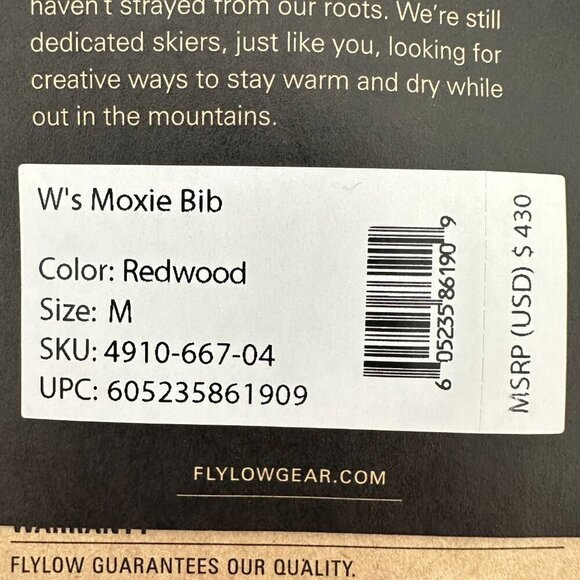 haven't strayed from our roots. We're still
dedicated skiers, just like you, looking for
creative ways to stay warm and dry while
out in the mountains.
W's Moxie Bib
Color: Redwood
Size: M
SKU: 4910-667-04
UPC: 605235861909
6 05235 86190 9
MSRP (USD) $ 430
FLYLOWGEAR.COM
WARRANTY
FLYLOW GUARANTEES OUR QUALITY.